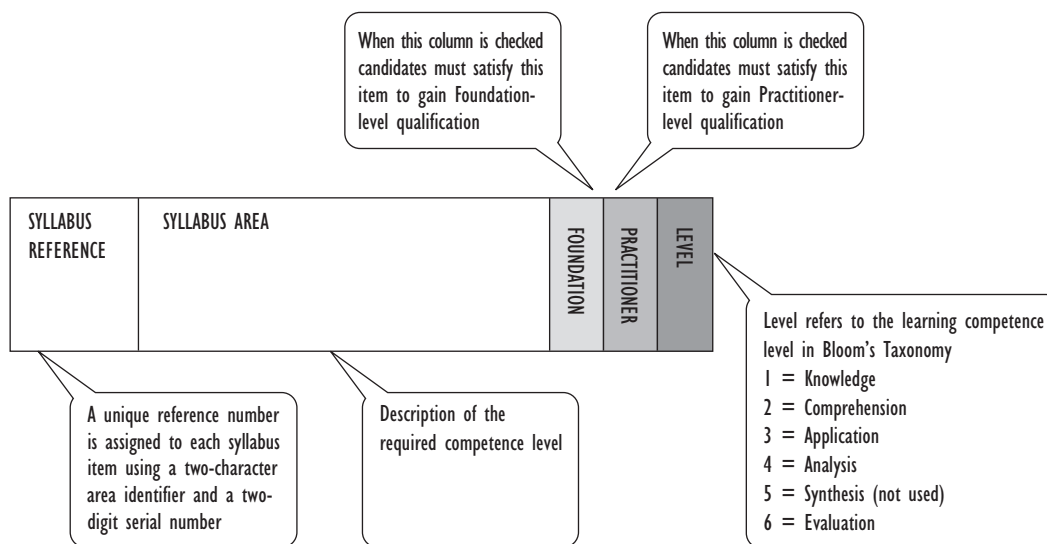 When this column is checked
candidates must satisfy this
item to gain Foundation-
level qualification
When this column is checked
candidates must satisfy this
item to gain Practitioner-
level qualification
SYLLABUS
REFERENCE
SYLLABUS AREA
FOUNDATION
PRACTITIONER
LEVEL
A unique reference number
is assigned to each syllabus
item using a two-character
area identifier and a two-
digit serial number
Description of the
required competence level
Level refers to the learning competence
level in Bloom's Taxonomy
1 = Knowledge
2 = Comprehension
3 = Application
4 = Analysis
5 = Synthesis (not used)
6 = Evaluation